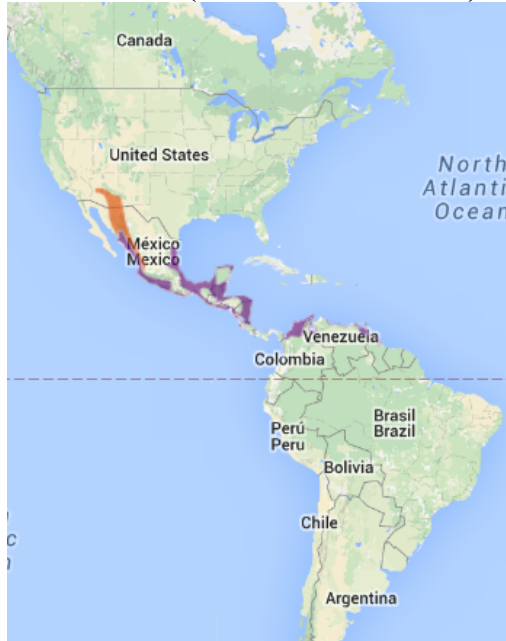 Canada
United States
North
Atlanti
Ocean
México
Mexico
Venezuela
Colombia
Perú
Peru
Brasil
Brazil
Bolivia
Chile
Argentina